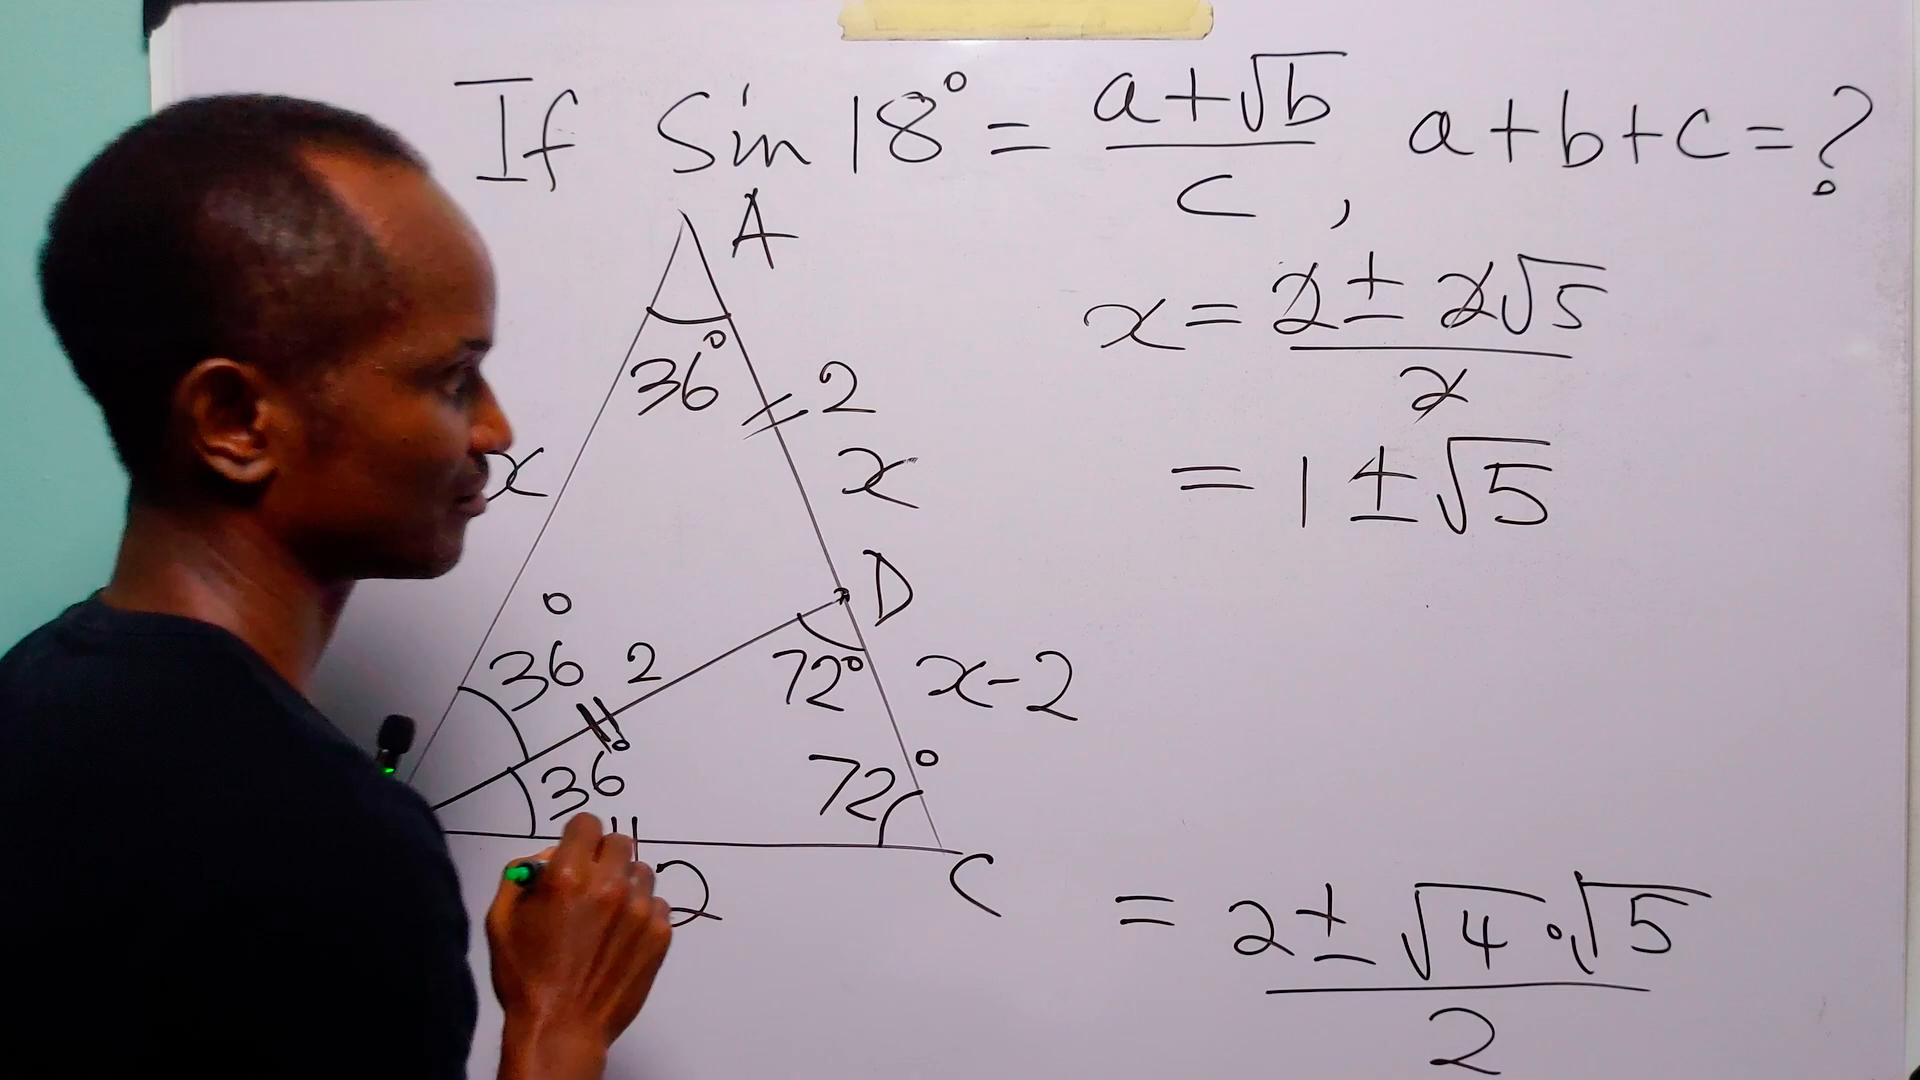 If Sin 18° = (a+√b)/c, a+b+c=?
A
36°
2
x
x
x = (2 ± 2√5)/2
= 1 ± √5
D
36°
2
72°
x-2
36°
72°
2
C
= (2 ± √4·√5)/2